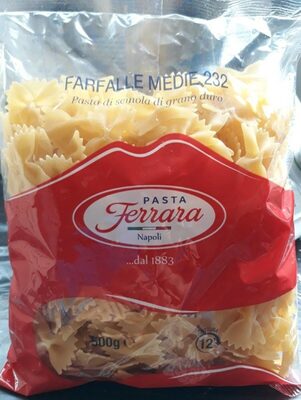 FARFALLE MEDIE 232
Pasta di semola di grano duro
PASTA
Ferrara
Napoli
...dal 1883
500g
12